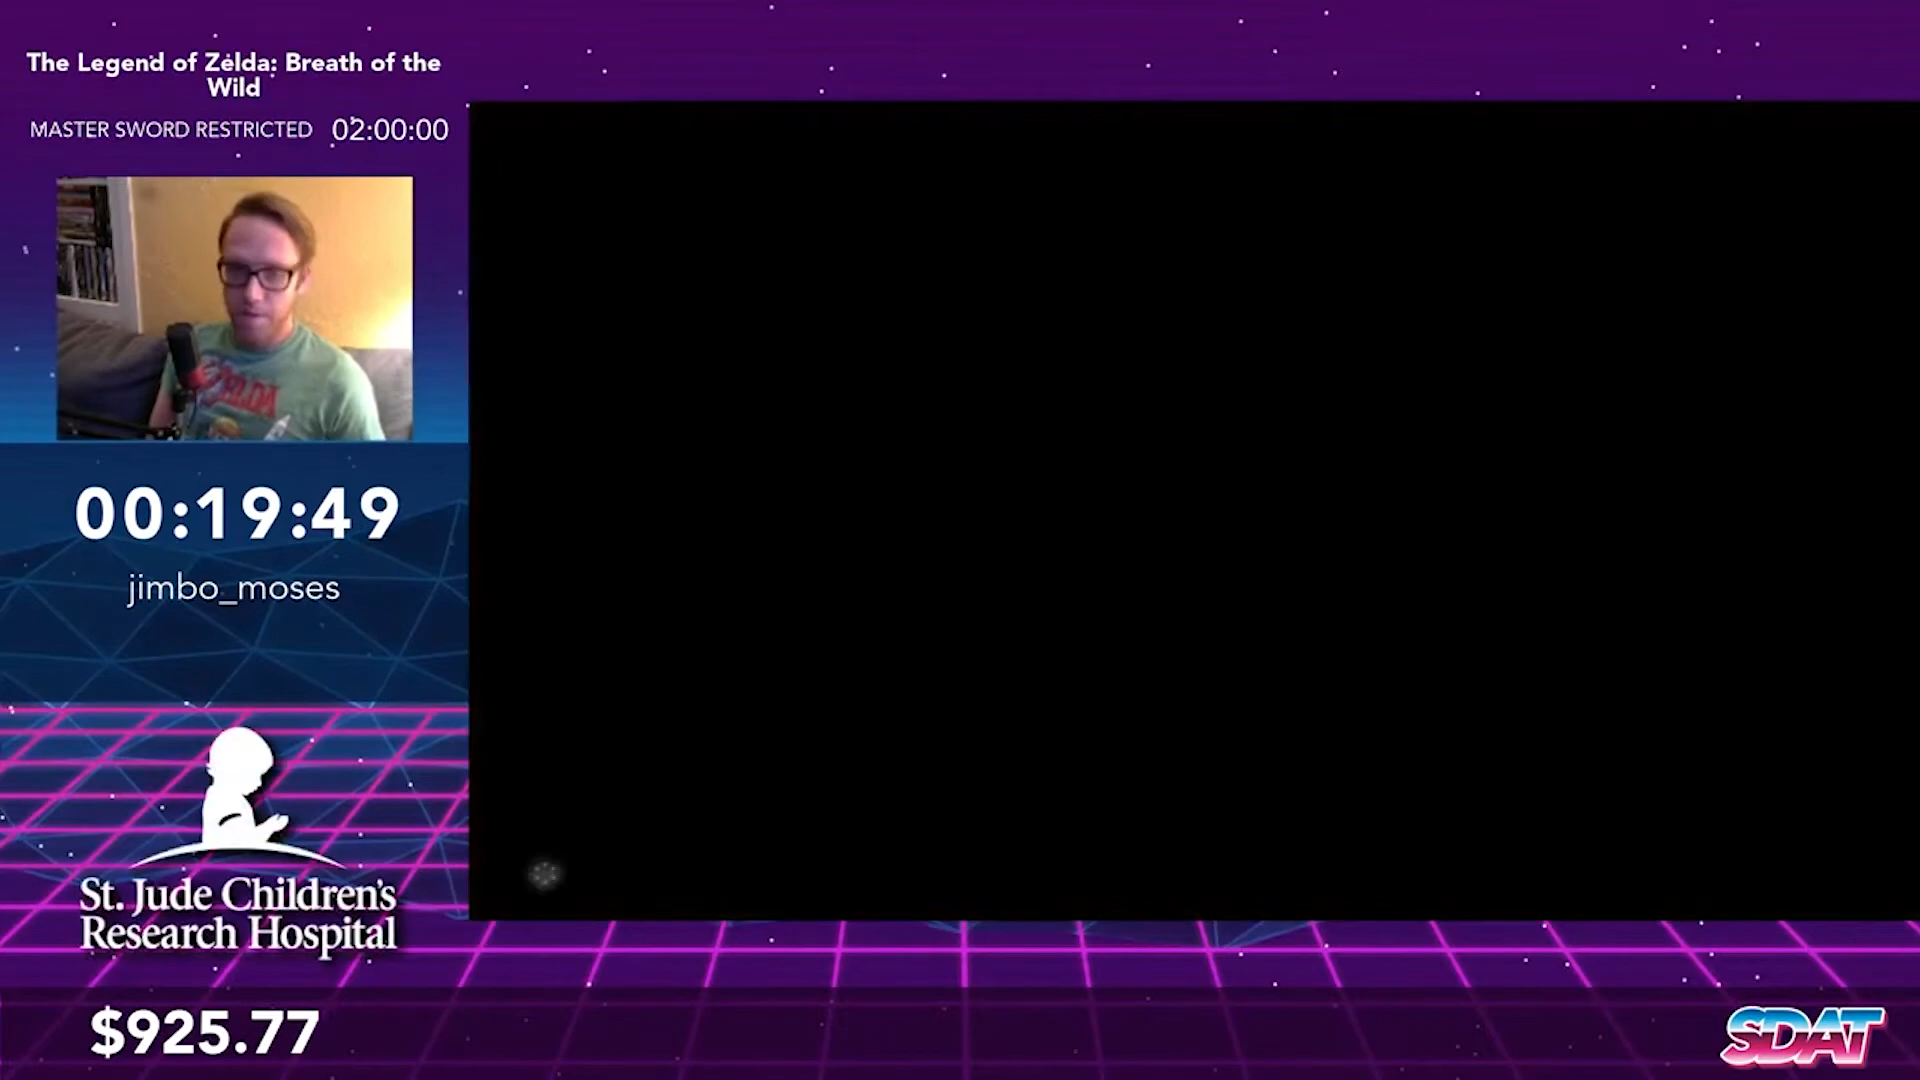 The Legend of Zelda: Breath of the
Wild
MASTER SWORD RESTRICTED 02:00:00
ZELDA
00:19:49
jimbo_moses
St. Jude Children's
Research Hospital
$925.77
SDAT